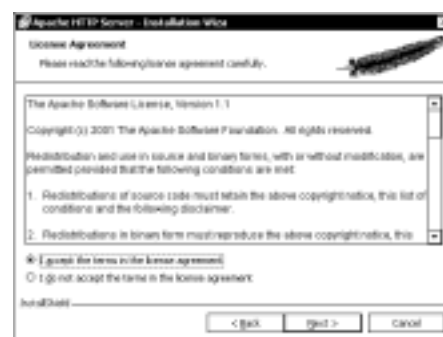 Apache HTTP Server - Installation Wiza
License Agreement
Please read the following license agreement carefully.
The Apache Software License, Version 1.1
Copyright (c) 2001 The Apache Software Foundation. All rights reserved.
Redistribution and use in source and binary forms, with or without modification, are
permitted provided that the following conditions are met:
1. Redistributions of source code must retain the above copyright notice, this list of
conditions and the following disclaimer.
2. Redistributions in binary form must reproduce the above copyright notice, this
I accept the terms in the license agreement
I do not accept the terms in the license agreement
InstallShield
< Back
Next >
Cancel